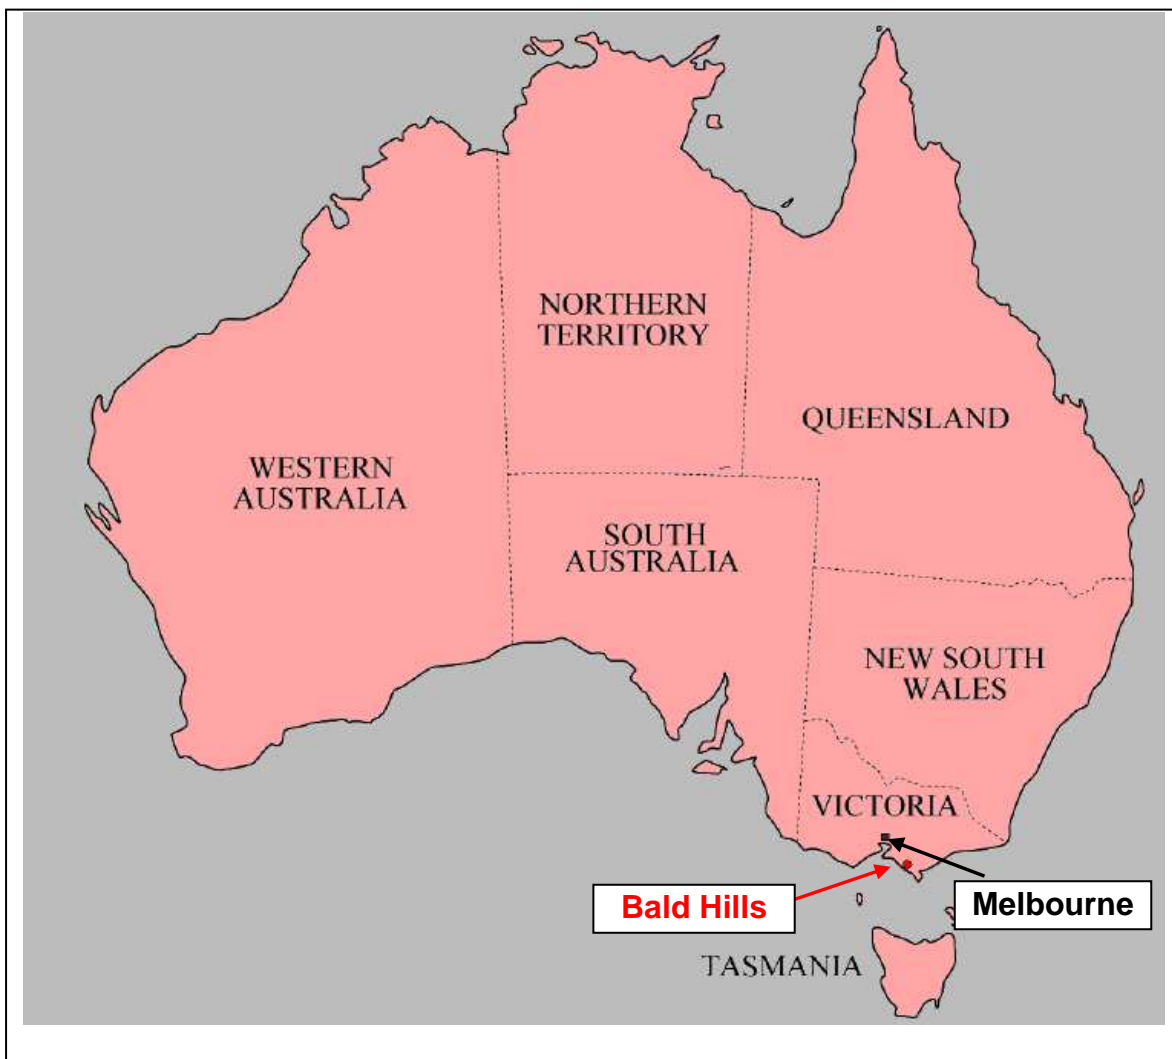 NORTHERN
TERRITORY
QUEENSLAND
WESTERN
AUSTRALIA
SOUTH
AUSTRALIA
NEW SOUTH
WALES
VICTORIA
Bald Hills
Melbourne
TASMANIA